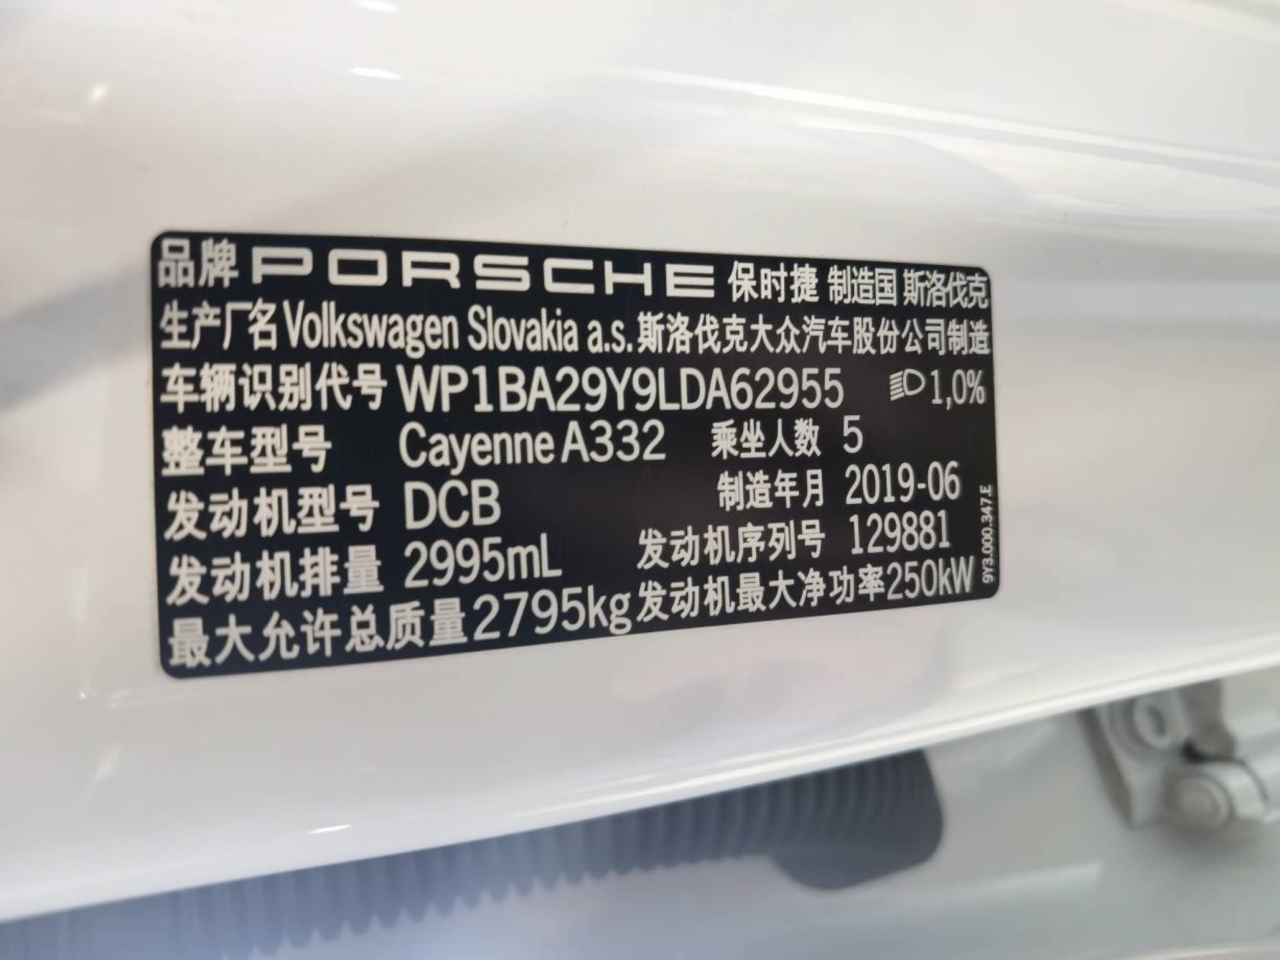 品牌 PORSCHE 保时捷 制造国 斯洛伐克
生产厂名 Volkswagen Slovakia a.s. 斯洛伐克大众汽车股份公司制造
车辆识别代号 WP1BA29Y9LDA62955 1,0%
整车型号 Cayenne A332 乘坐人数 5
发动机型号 DCB 制造年月 2019-06
发动机排量 2995mL 发动机序列号 129881
最大允许总质量 2795kg 发动机最大净功率 250kW
9Y3.000.347.E